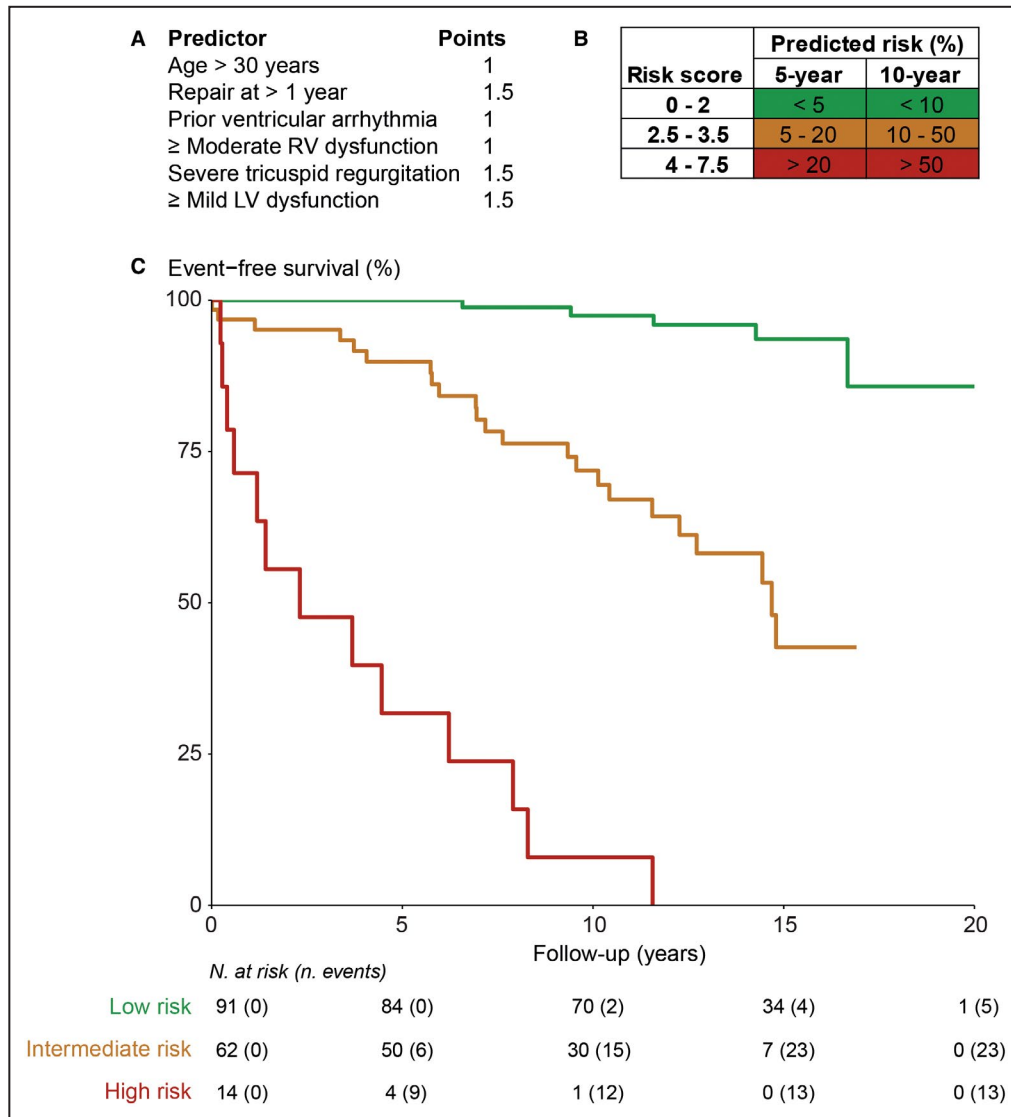 A Predictor Points
Age > 30 years 1
Repair at > 1 year 1.5
Prior ventricular arrhythmia 1
≥ Moderate RV dysfunction 1
Severe tricuspid regurgitation 1.5
≥ Mild LV dysfunction 1.5
B
Predicted risk (%)
Risk score 5-year 10-year
0 - 2 < 5 < 10
2.5 - 3.5 5 - 20 10 - 50
4 - 7.5 > 20 > 50
C Event−free survival (%)
100
75
50
25
0
0 5 10 15 20
Follow-up (years)
N. at risk (n. events)
Low risk 91 (0) 84 (0) 70 (2) 34 (4) 1 (5)
Intermediate risk 62 (0) 50 (6) 30 (15) 7 (23) 0 (23)
High risk 14 (0) 4 (9) 1 (12) 0 (13) 0 (13)